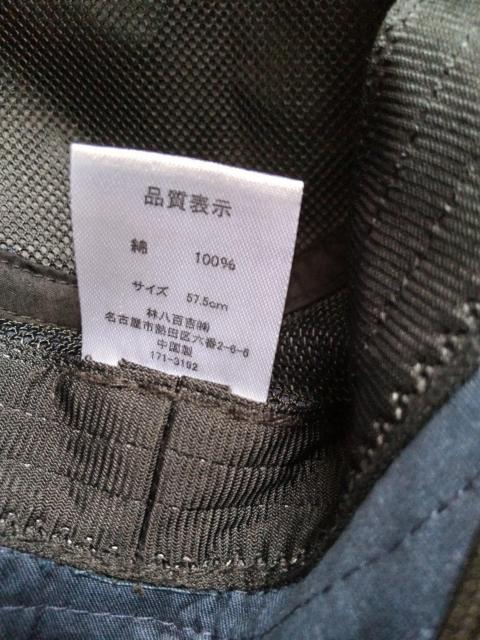 品質表示
綿 100%
サイズ 57.5cm
林八百吉㈱
名古屋市熱田区六番2-6-6
中国製
171-3192